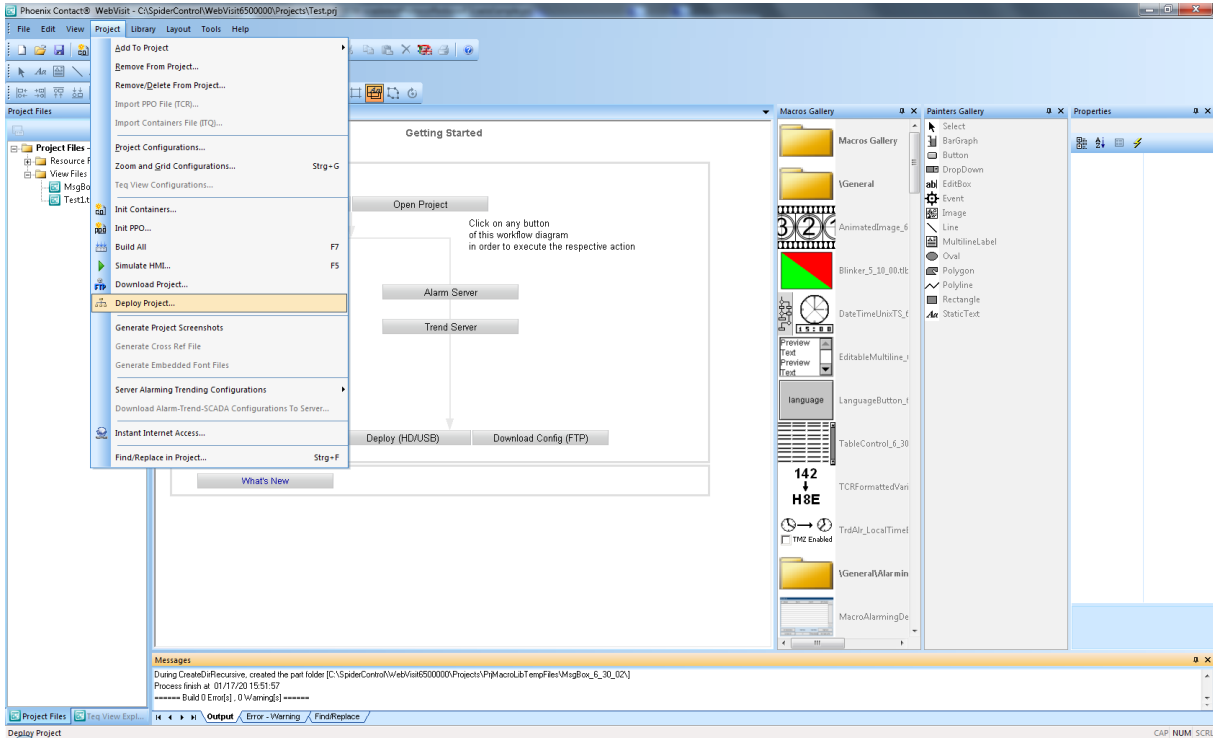 Phoenix Contact® WebVisit - C:\SpiderControl\WebVisit6500000\Projects\Test.prj
File Edit View Project Library Layout Tools Help
Add To Project
Remove From Project...
Remove/Delete From Project...
Import PPO File (TCR)...
Import Containers File (ITQ)...
Project Configurations...
Zoom and Grid Configurations... Strg+G
Teq View Configurations...
Init Containers...
Init PPO...
Build All F7
Simulate HMI... F5
Download Project...
Deploy Project...
Generate Project Screenshots
Generate Cross Ref File
Generate Embedded Font Files
Server Alarming Trending Configurations
Download Alarm-Trend-SCADA Configurations To Server...
Instant Internet Access...
Find/Replace in Project... Strg+F
Project Files
Project Files -
Resource F
View Files
MsgBo
Test1.t
Getting Started
Open Project
Click on any button
of this workflow diagram
in order to execute the respective action
Alarm Server
Trend Server
Deploy (HD/USB) Download Config (FTP)
What's New
Macros Gallery
Macros Gallery
\General
AnimatedImage_6
Blinker_5_10_00.tlb
DateTimeUnixTS_6
15:00
Preview
Text
Preview
Text
EditableMultiline_
language
LanguageButton_
TableControl_6_30
142
H8E
TCRFormattedVari
TMZ Enabled
TrdAlr_LocalTimeE
\General\Alarmin
MacroAlarmingDe
Painters Gallery
Select
BarGraph
Button
DropDown
ab EditBox
Event
Image
Line
MultilineLabel
Oval
Polygon
Polyline
Rectangle
Aα StaticText
Properties
Messages
During CreateDirRecursive, created the part folder [C:\SpiderControl\WebVisit6500000\Projects\PrjMacroLibTempFiles\MsgBox_6_30_02\]
Process finish at 01/17/20 15:51:57
====== Build 0 Error[s] , 0 Warning[s] ======
Project Files Teq View Expl...
Output Error - Warning Find/Replace
Deploy Project
CAP NUM SCRL